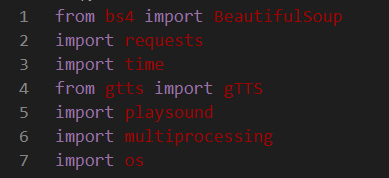 1 from bs4 import BeautifulSoup
2 import requests
3 import time
4 from gtts import gTTS
5 import playsound
6 import multiprocessing
7 import os